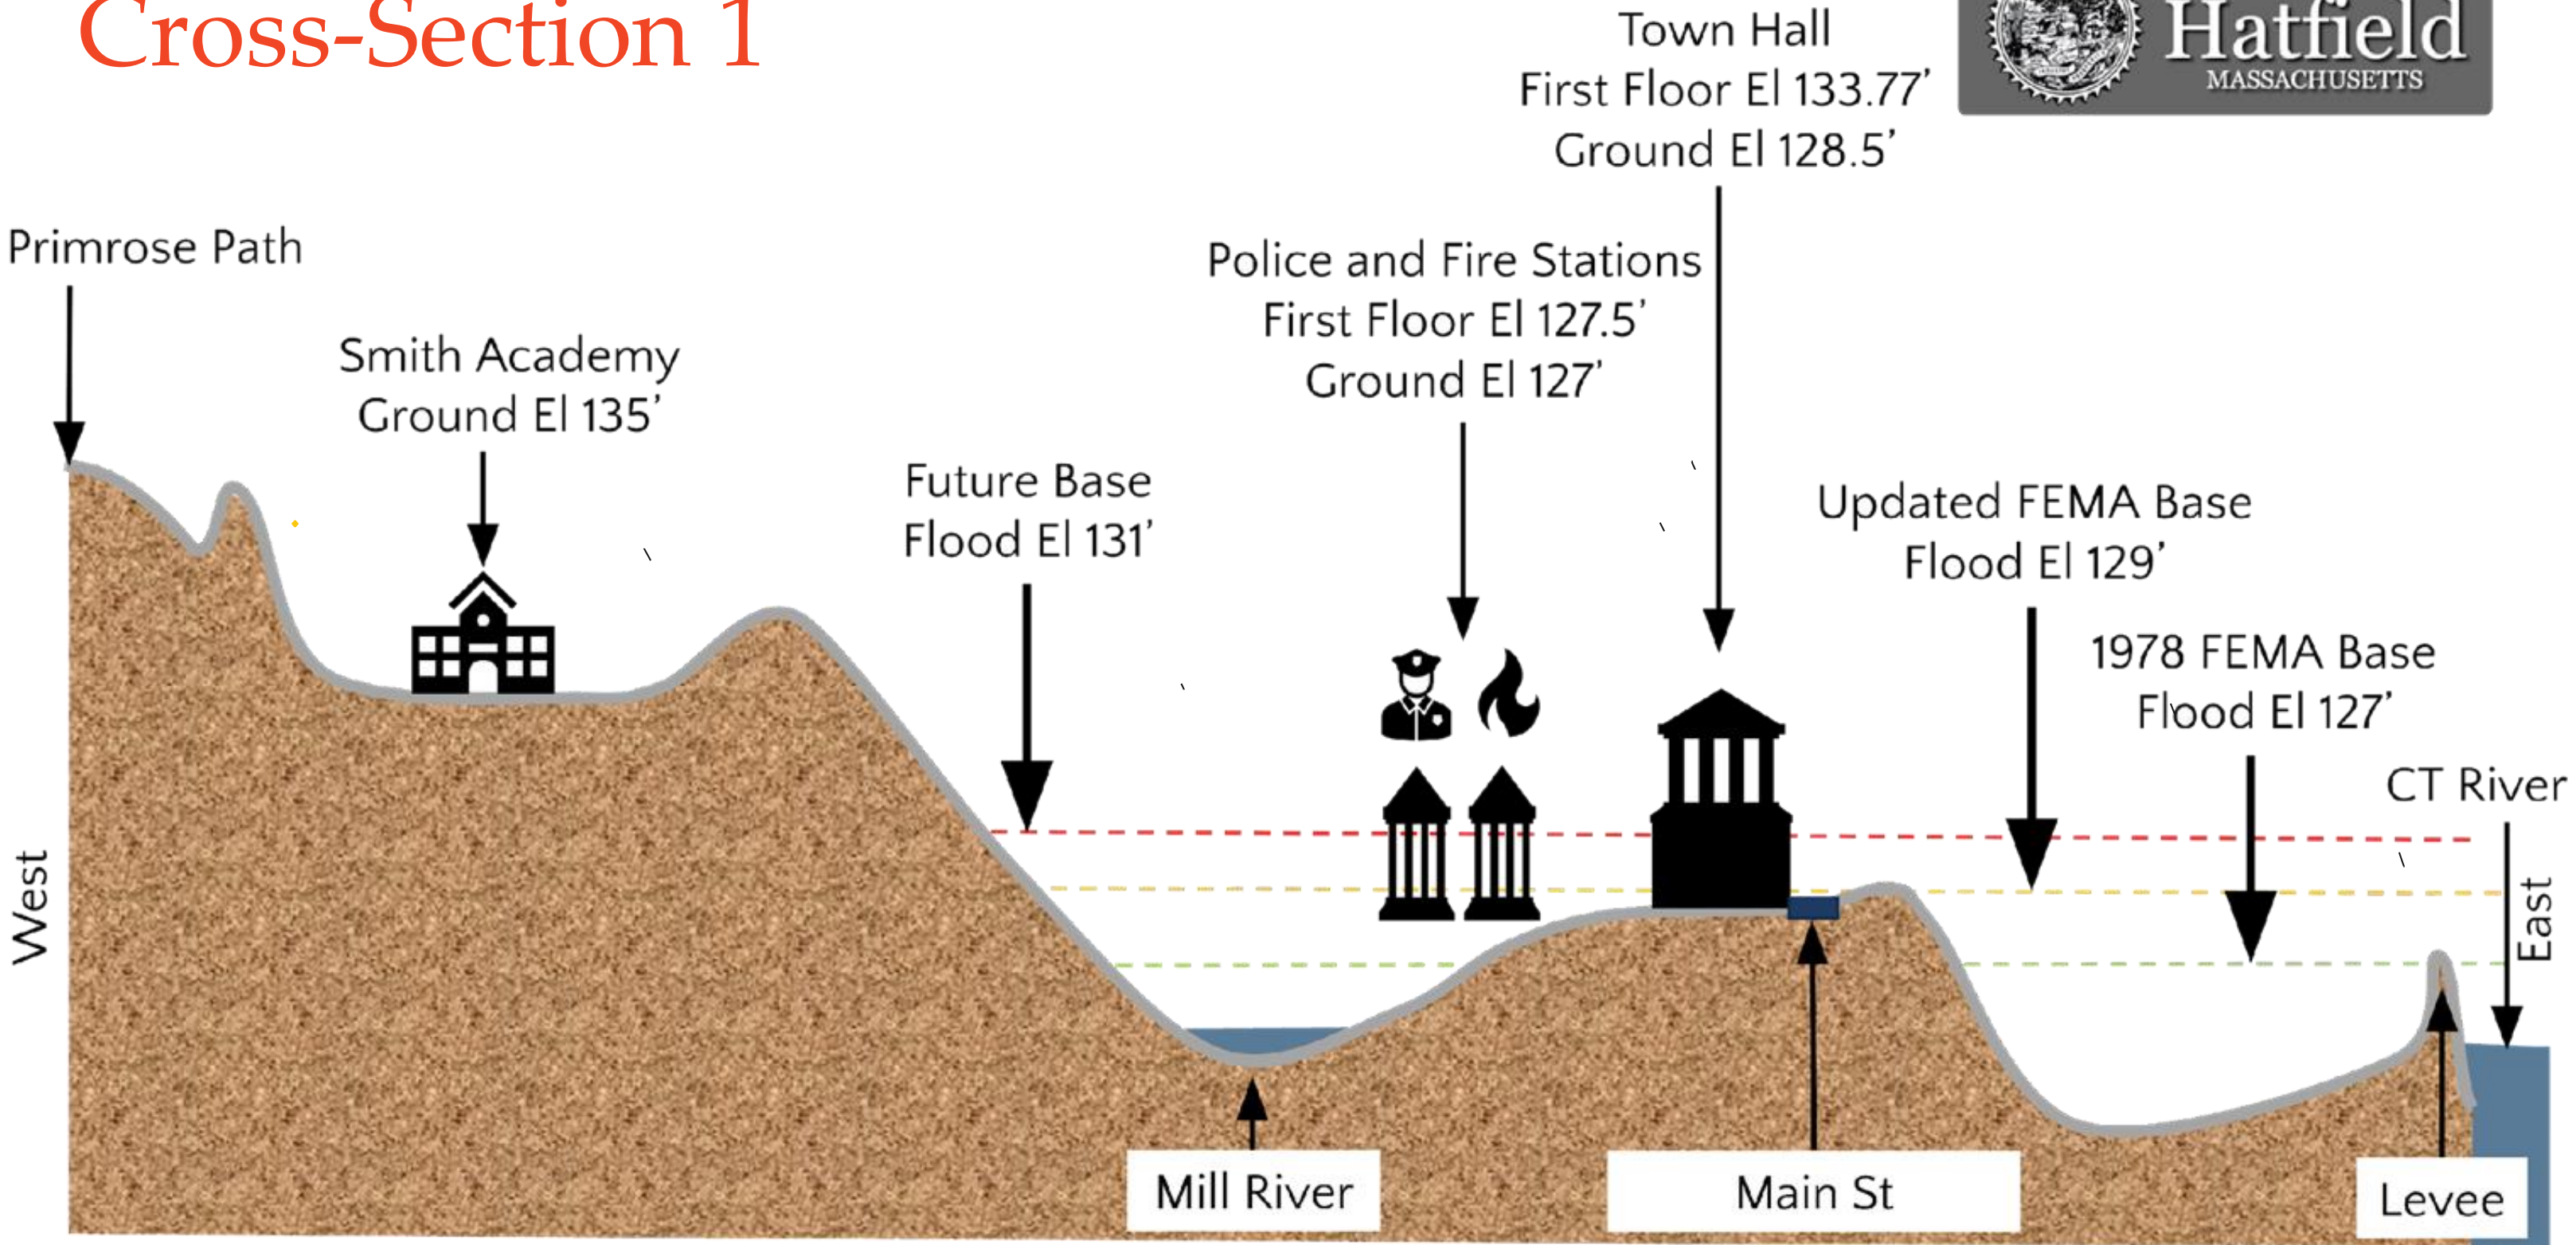 Cross-Section 1
Hatfield
MASSACHUSETTS
Town Hall
First Floor El 133.77’
Ground El 128.5’
Primrose Path
Police and Fire Stations
First Floor El 127.5’
Ground El 127’
Smith Academy
Ground El 135’
Future Base
Flood El 131’
Updated FEMA Base
Flood El 129’
1978 FEMA Base
Flood El 127’
CT River
West
East
Mill River
Main St
Levee